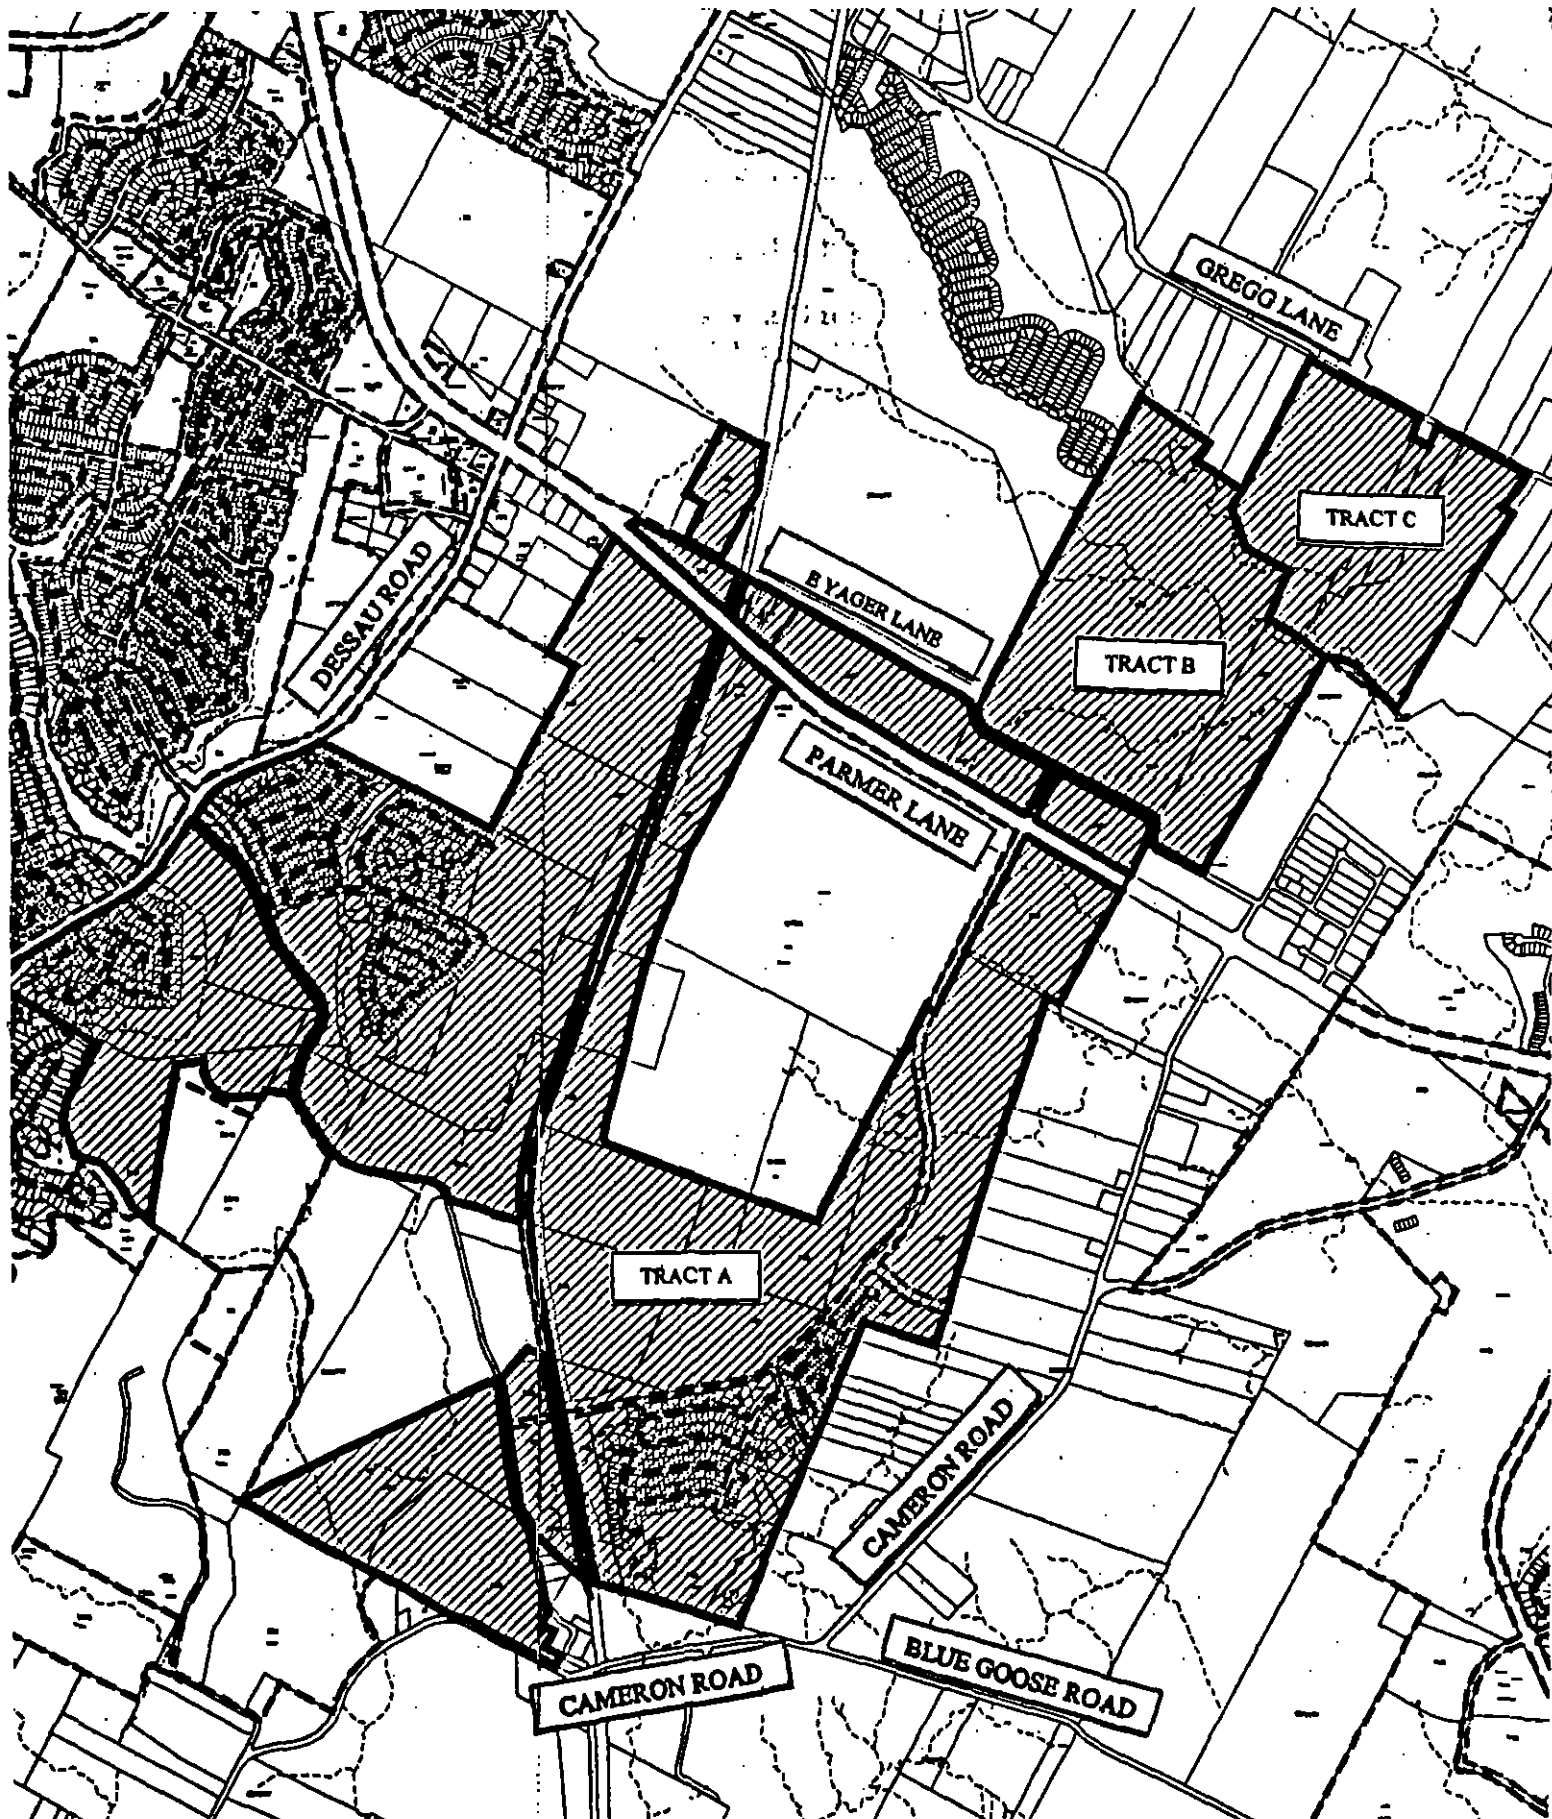 GREGG LANE
TRACT C
DESSAU ROAD
E YAGER LANE
TRACT B
PARMER LANE
TRACT A
CAMERON ROAD
BLUE GOOSE ROAD
CAMERON ROAD